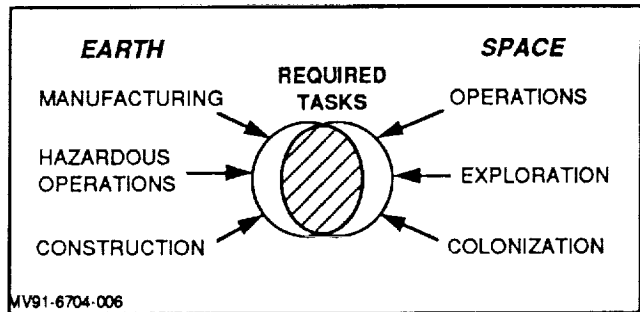 EARTH
SPACE
REQUIRED
TASKS
MANUFACTURING
OPERATIONS
HAZARDOUS
OPERATIONS
EXPLORATION
CONSTRUCTION
COLONIZATION
MV91-6704-006